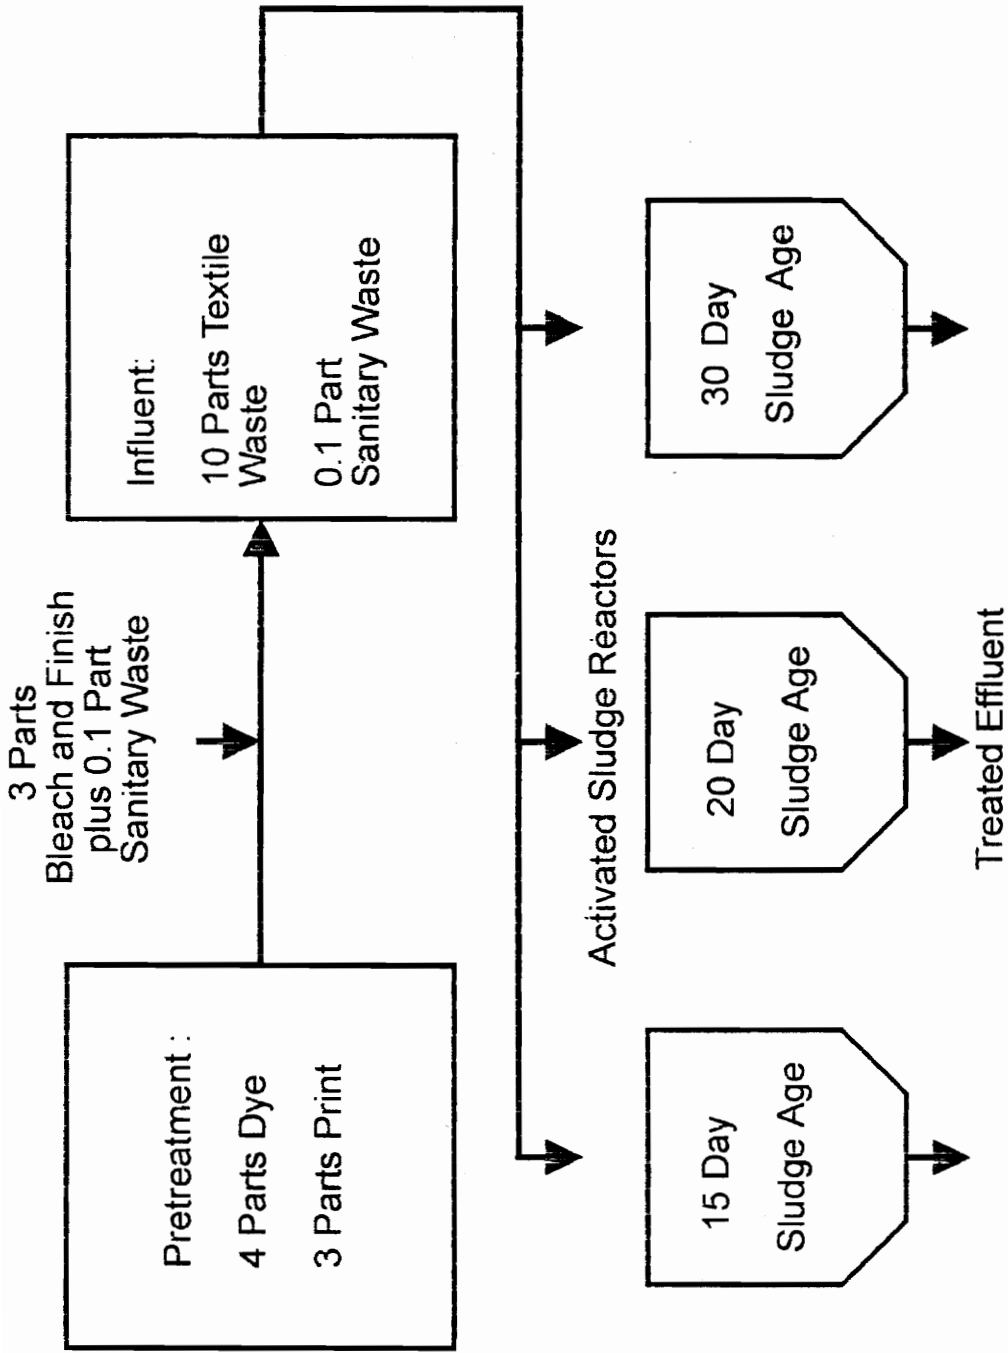 3 Parts
Bleach and Finish
plus 0.1 Part
Sanitary Waste
Pretreatment :
4 Parts Dye
3 Parts Print
Influent:
10 Parts Textile
Waste
0.1 Part
Sanitary Waste
Activated Sludge Reactors
15 Day
Sludge Age
20 Day
Sludge Age
30 Day
Sludge Age
Treated Effluent